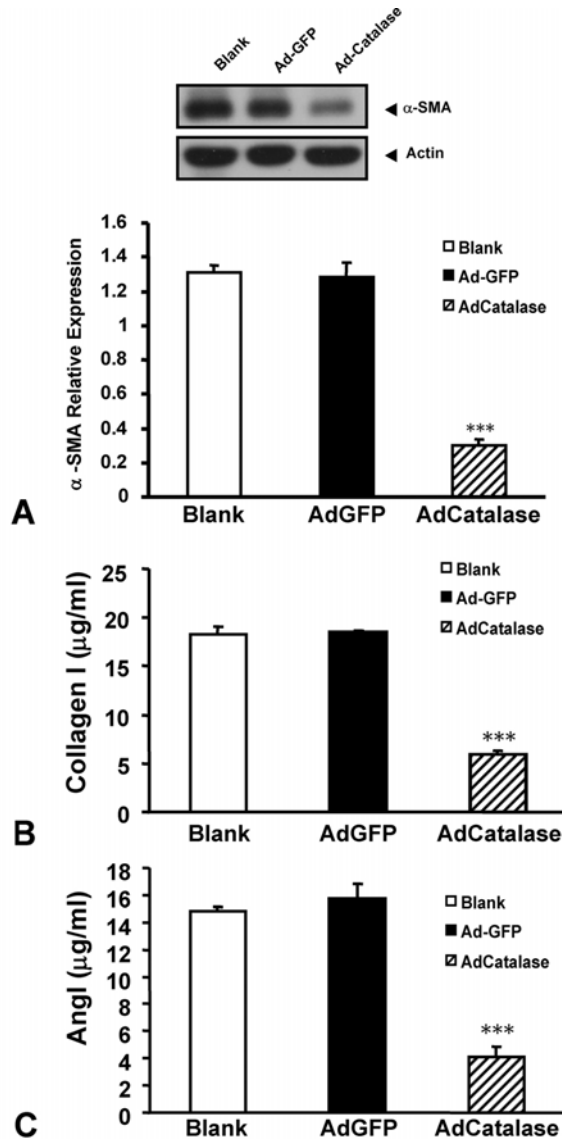 Blank Ad-GFP Ad-Catalase
◄ α-SMA
◄ Actin
α -SMA Relative Expression
1.6
1.4
1.2
1
0.8
0.6
0.4
0.2
0
Blank
Ad-GFP
AdCatalase
***
Blank AdGFP AdCatalase
A
Collagen I (μg/ml)
25
20
15
10
5
0
Blank
Ad-GFP
AdCatalase
***
Blank AdGFP AdCatalase
B
AngI (μg/ml)
18
16
14
12
10
8
6
4
2
0
Blank
Ad-GFP
AdCatalase
***
Blank AdGFP AdCatalase
C